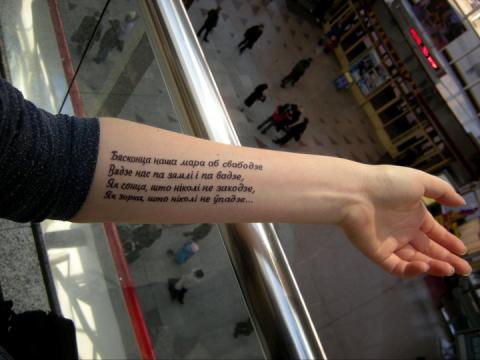 Бясконца наша мара аб свабодзе
Вядзе нас па зямлі і па вадзе,
Як сонца, што ніколі не заходзе,
Як зорка, што ніколі не ўпадзе...